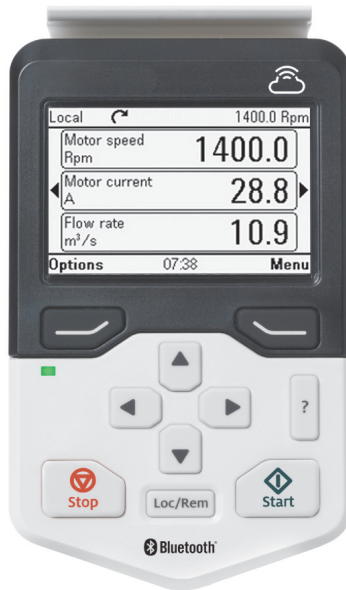 Local 1400.0 Rpm
Motor speed
Rpm
1400.0
Motor current
A
28.8
Flow rate
m³/s
10.9
Options 07:38 Menu
?
Stop
Loc/Rem
Start
Bluetooth®